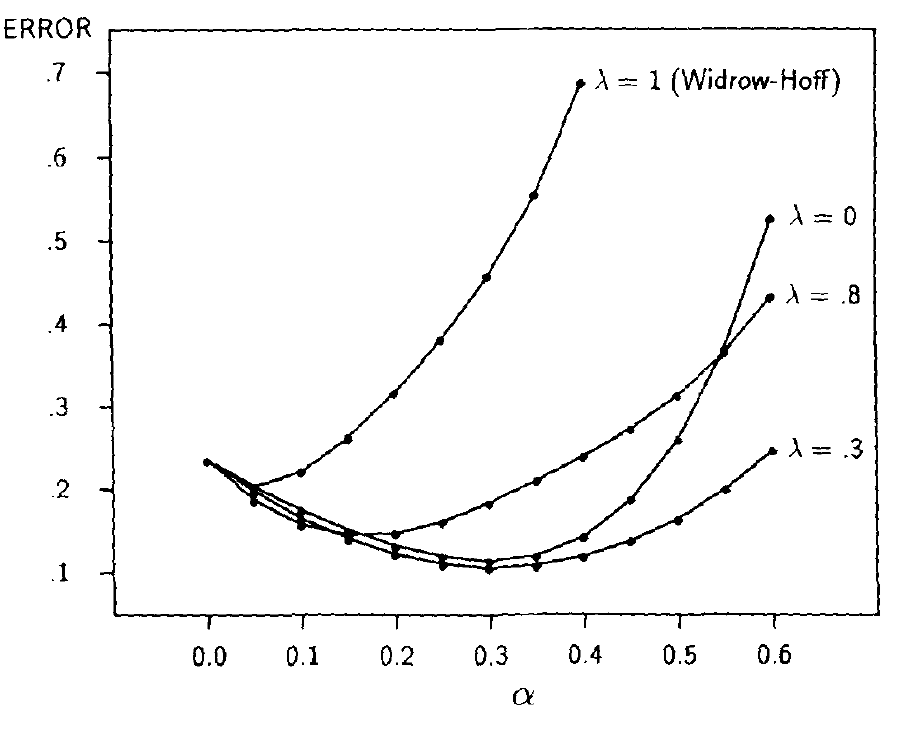 ERROR
.7
.6
.5
.4
.3
.2
.1
λ = 1 (Widrow-Hoff)
λ = 0
λ = .8
λ = .3
0.0 0.1 0.2 0.3 0.4 0.5 0.6
α